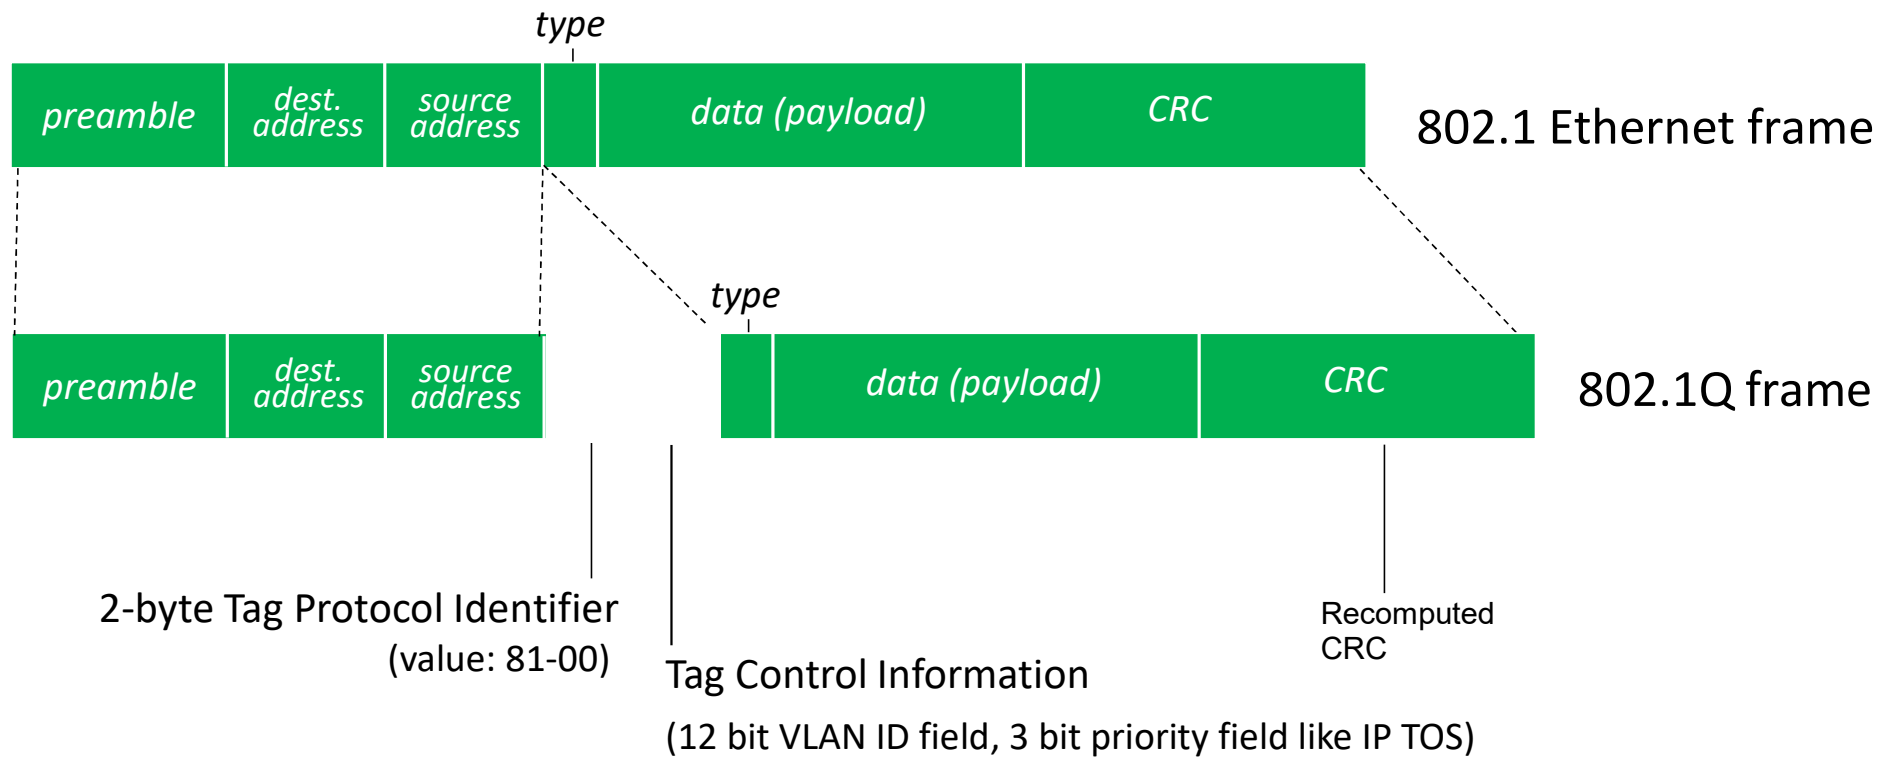 type
preamble
dest.
address
source
address
data (payload)
CRC
802.1 Ethernet frame
type
preamble
dest.
address
source
address
data (payload)
CRC
802.1Q frame
2-byte Tag Protocol Identifier
(value: 81-00)
Recomputed
CRC
Tag Control Information
(12 bit VLAN ID field, 3 bit priority field like IP TOS)